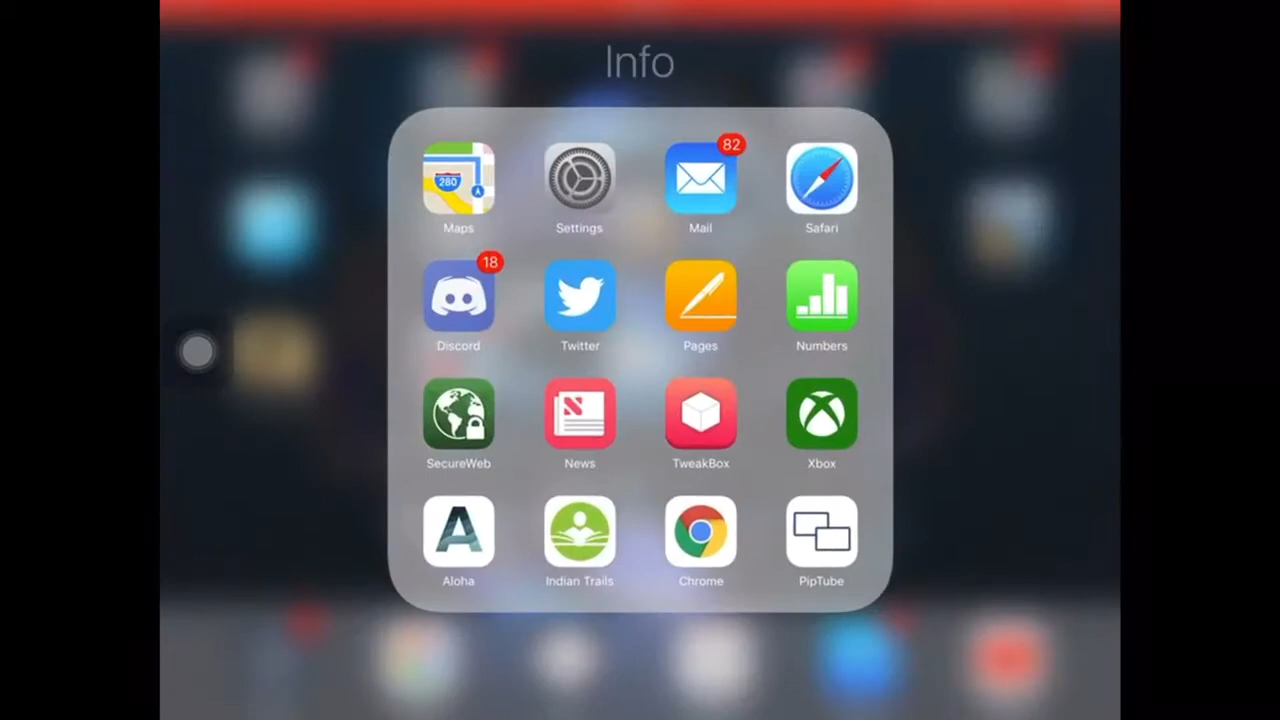 Info
82
Maps Settings Mail Safari
18
Discord Twitter Pages Numbers
SecureWeb News TweakBox Xbox
Aloha Indian Trails Chrome PipTube
280
A
N
A